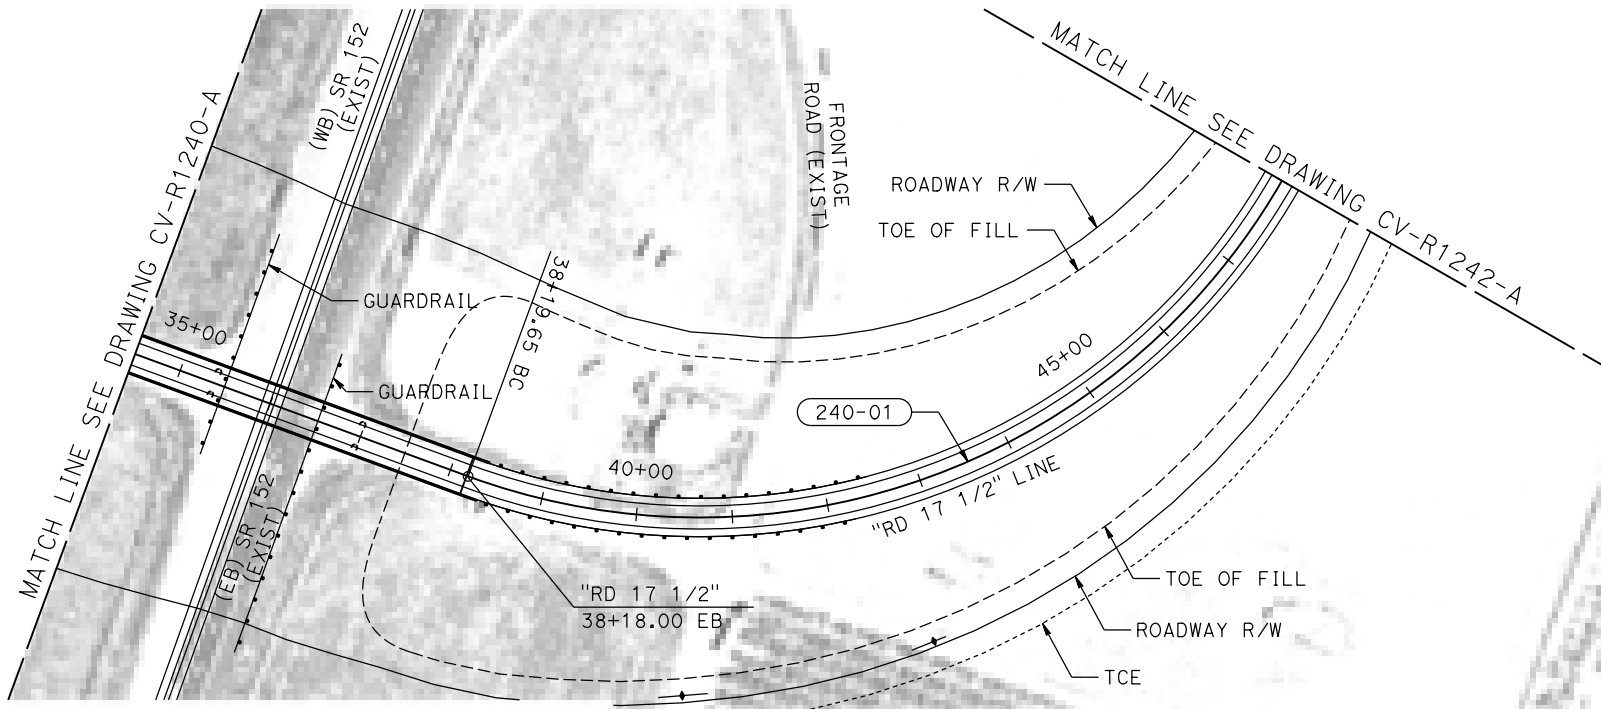 MATCH LINE SEE DRAWING CV-R1240-A
(WB) SR 152
(EXIST)
FRONTAGE
ROAD (EXIST)
MATCH LINE SEE DRAWING CV-R1242-A
ROADWAY R/W
TOE OF FILL
GUARDRAIL
35+00
38+19.65 BC
GUARDRAIL
45+00
240-01
40+00
"RD 17 1/2" LINE
(EB) SR 152
(EXIST)
"RD 17 1/2"
38+18.00 EB
TOE OF FILL
ROADWAY R/W
TCE